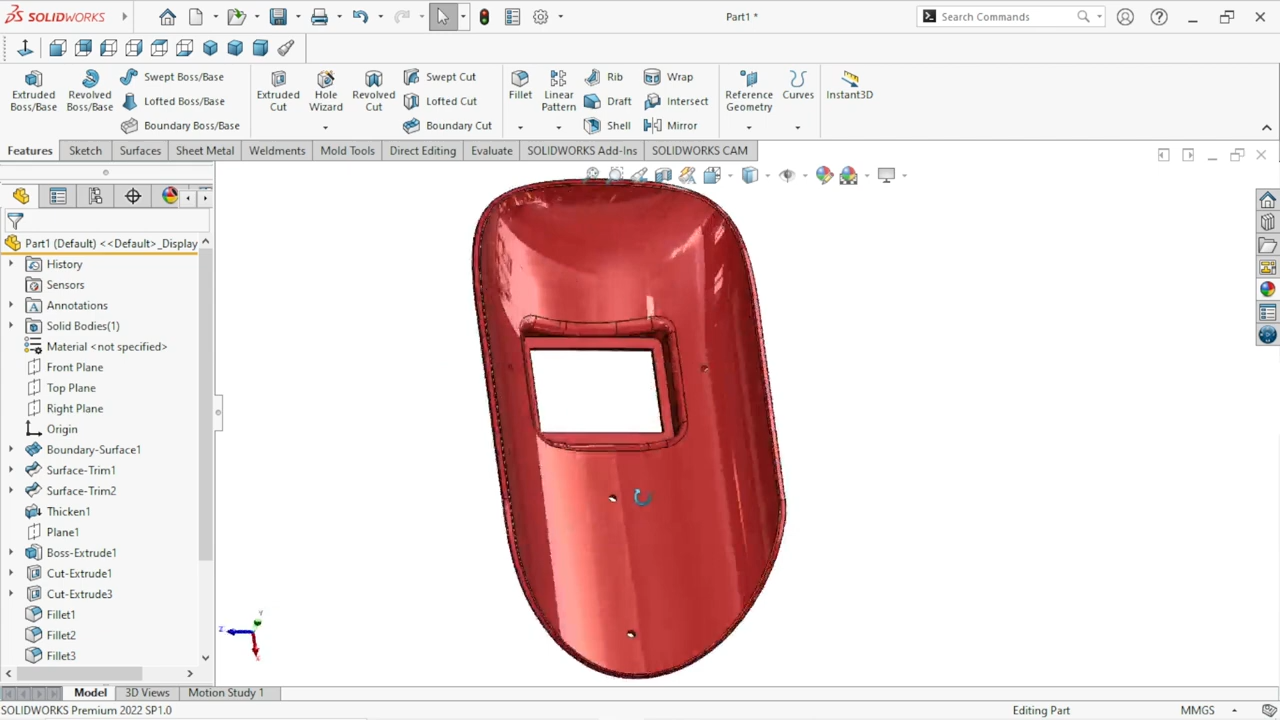 SOLIDWORKS
Part1 *
Search Commands
Extruded Boss/Base
Revolved Boss/Base
Swept Boss/Base
Lofted Boss/Base
Boundary Boss/Base
Extruded Cut
Hole Wizard
Revolved Cut
Swept Cut
Lofted Cut
Boundary Cut
Fillet
Linear Pattern
Rib
Draft
Shell
Wrap
Intersect
Mirror
Reference Geometry
Curves
Instant3D
Features
Sketch
Surfaces
Sheet Metal
Weldments
Mold Tools
Direct Editing
Evaluate
SOLIDWORKS Add-Ins
SOLIDWORKS CAM
Part1 (Default) <<Default>_Display
History
Sensors
Annotations
Solid Bodies(1)
Material <not specified>
Front Plane
Top Plane
Right Plane
Origin
Boundary-Surface1
Surface-Trim1
Surface-Trim2
Thicken1
Plane1
Boss-Extrude1
Cut-Extrude1
Cut-Extrude3
Fillet1
Fillet2
Fillet3
Y
Z
X
Model
3D Views
Motion Study 1
SOLIDWORKS Premium 2022 SP1.0
Editing Part
MMGS